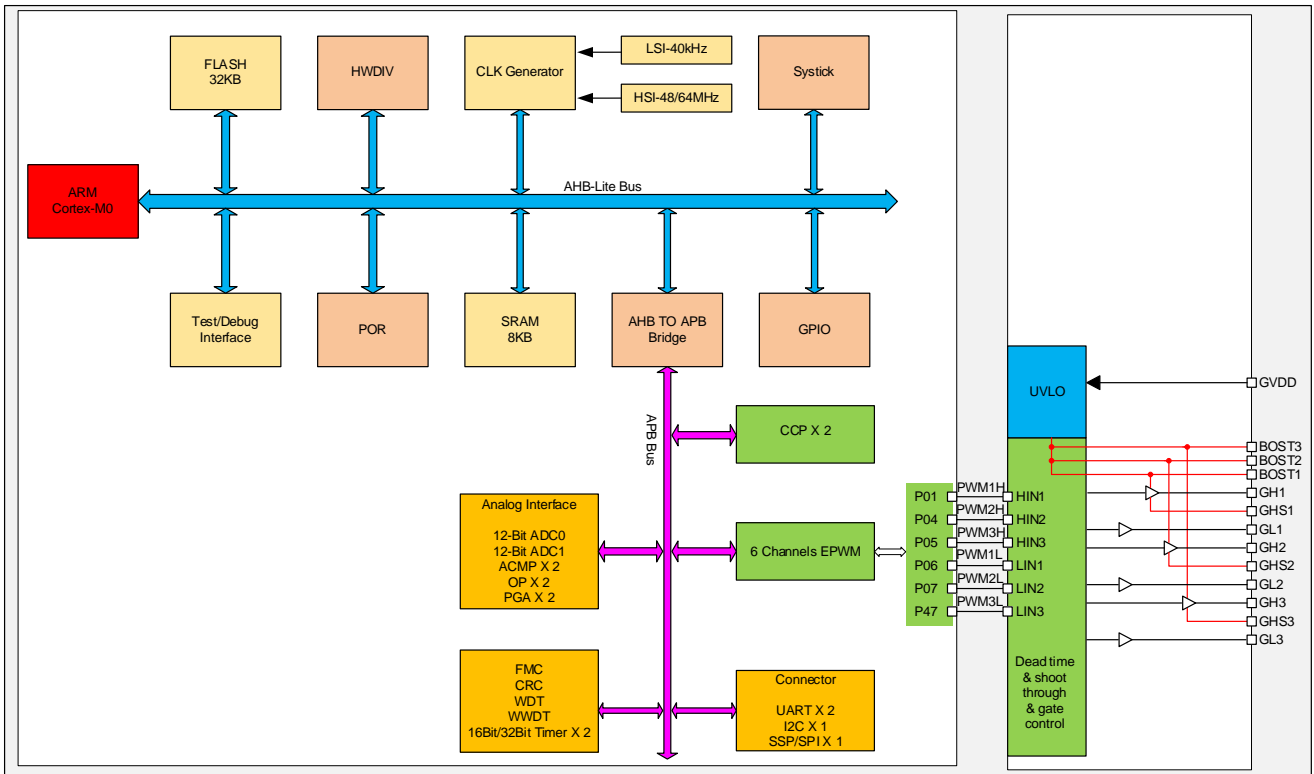 FLASH
32KB
HWDIV
CLK Generator
LSI-40kHz
HSI-48/64MHz
Systick
ARM
Cortex-M0
AHB-Lite Bus
Test/Debug
Interface
POR
SRAM
8KB
AHB TO APB
Bridge
GPIO
APB Bus
CCP X 2
Analog Interface
12-Bit ADC0
12-Bit ADC1
ACMP X 2
OP X 2
PGA X 2
6 Channels EPWM
FMC
CRC
WDT
WWDT
16Bit/32Bit Timer X 2
Connector
UART X 2
I2C X 1
SSP/SPI X 1
P01
P04
P05
P06
P07
P47
PWM1H
PWM2H
PWM3H
PWM1L
PWM2L
PWM3L
HIN1
HIN2
HIN3
LIN1
LIN2
LIN3
UVLO
Dead time
& shoot
through
& gate
control
GVDD
BOST3
BOST2
BOST1
GH1
GHS1
GL1
GH2
GHS2
GL2
GH3
GHS3
GL3